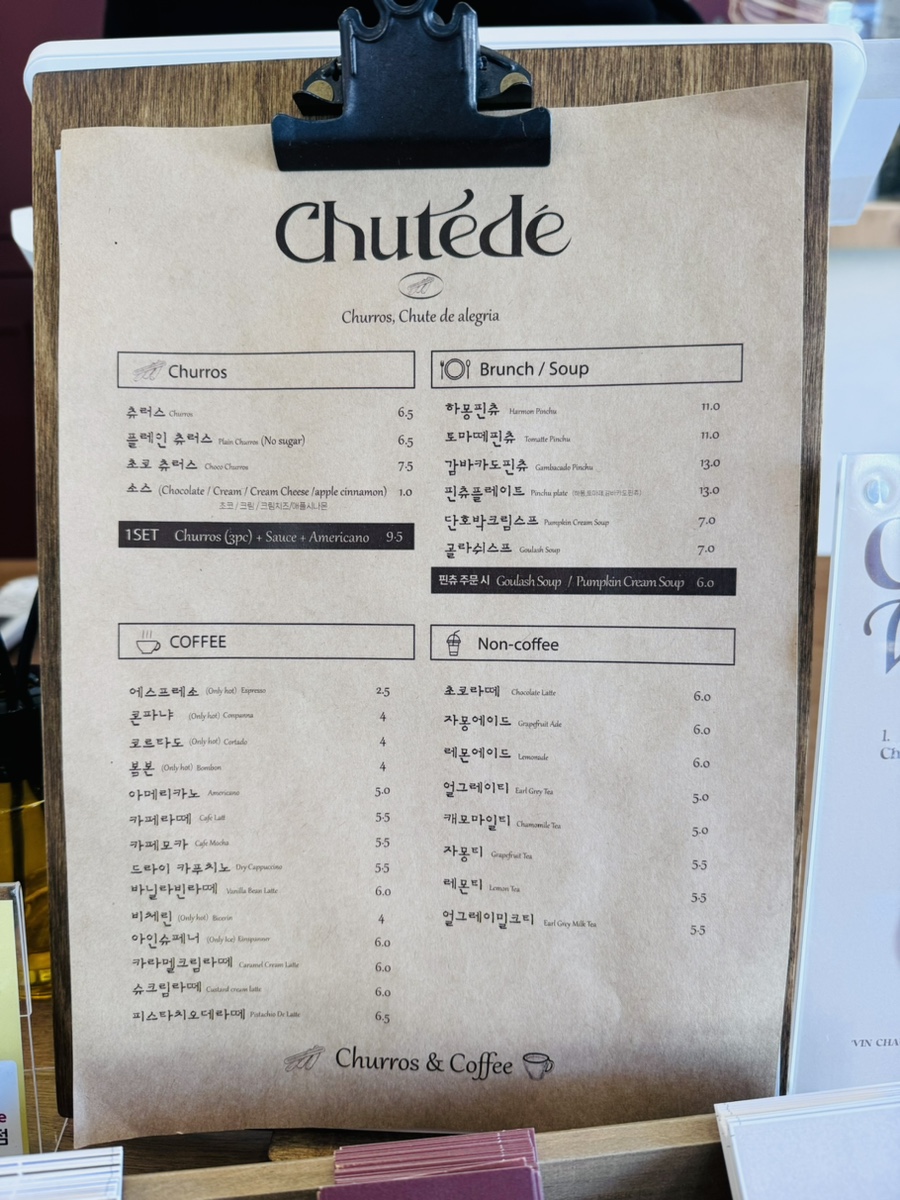 Chutédé
Churros, Chute de alegria
Churros
츄러스 Churros 6.5
플레인 츄러스 Plain Churros (No sugar) 6.5
초코 츄러스 Choco Churros 7.5
소스 (Chocolate / Cream / Cream Cheese /apple cinnamon) 1.0
초코 / 크림 / 크림치즈/애플시나몬
1SET Churros (3pc) + Sauce + Americano 9.5
Brunch / Soup
하몽핀츄 Harmon Pinchu 11.0
토마떼핀츄 Tomatte Pinchu 11.0
감바카도핀츄 Gambacado Pinchu 13.0
핀츄플레이트 Pinchu plate (하몽,토마떼,감바카도핀츄) 13.0
단호박크림스프 Pumpkin Cream Soup 7.0
굴라쉬스프 Goulash Soup 7.0
핀츄 주문 시 Goulash Soup / Pumpkin Cream Soup 6.0
COFFEE
에스프레소 (Only hot) Espresso 2.5
콘파냐 (Only hot) Conpanna 4
코르타도 (Only hot) Cortado 4
봄본 (Only hot) Bombon 4
아메리카노 Americano 5.0
카페라떼 Cafe Latt 5.5
카페모카 Cafe Mocha 5.5
드라이 카푸치노 Dry Cappuccino 5.5
바닐라빈라떼 Vanilla Bean Latte 6.0
비체린 (Only hot) Bicerin 4
아인슈페너 (Only Ice) Einspanner 6.0
카라멜크림라떼 Caramel Cream Latte 6.0
슈크림라떼 Custard cream latte 6.0
피스타치오데라떼 Pistachio De Latte 6.5
Non-coffee
초코라떼 Chocolate Latte 6.0
자몽에이드 Grapefruit Ade 6.0
레몬에이드 Lemonade 6.0
얼그레이티 Earl Grey Tea 5.0
캐모마일티 Chamomile Tea 5.0
자몽티 Grapefruit Tea 5.5
레몬티 Lemon Tea 5.5
얼그레이밀크티 Earl Grey Milk Tea 5.5
Churros & Coffee